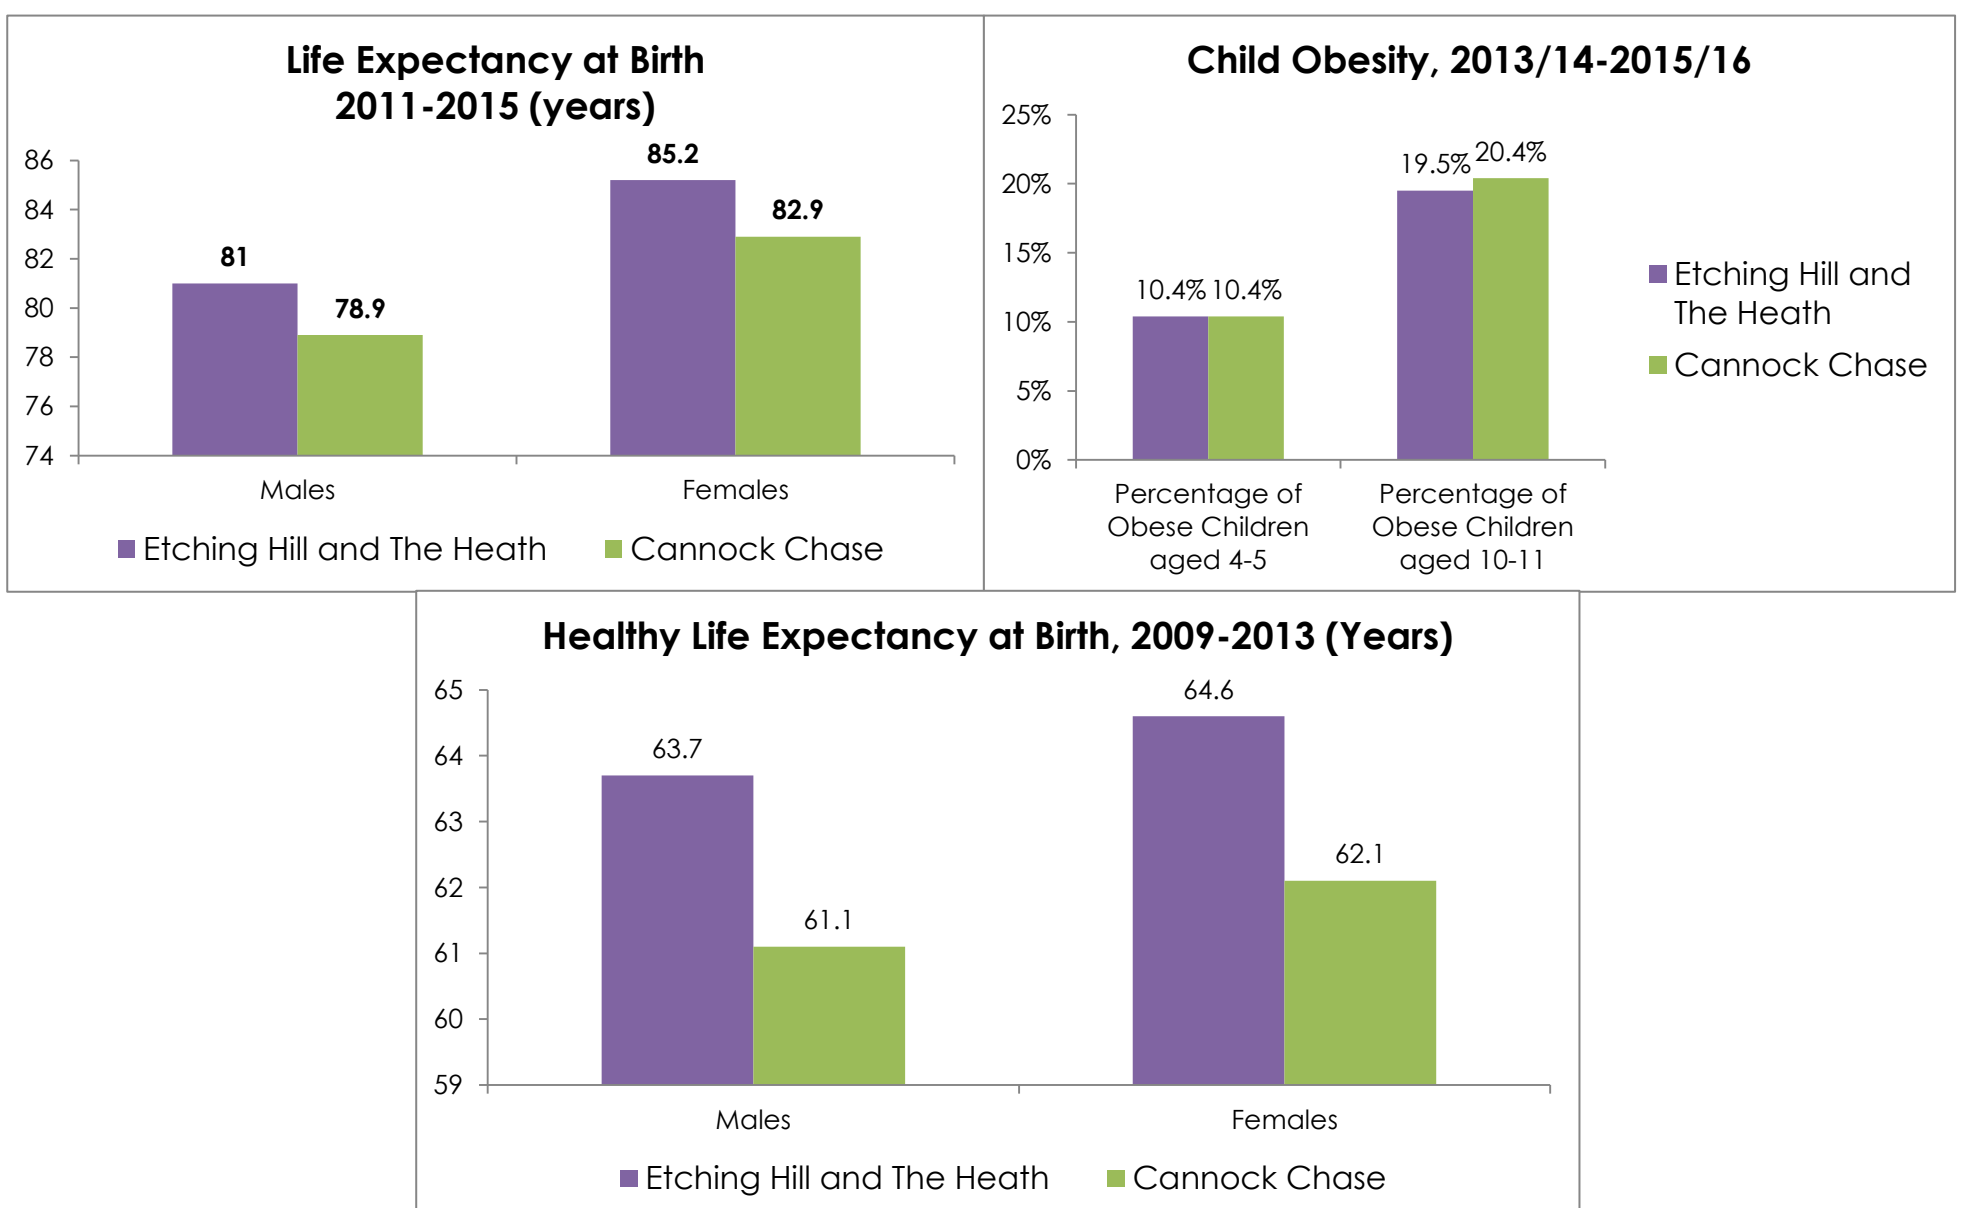 Life Expectancy at Birth
2011-2015 (years)
86
84
82
80
78
76
74
81
78.9
85.2
82.9
Males
Females
Etching Hill and The Heath
Cannock Chase
Child Obesity, 2013/14-2015/16
25%
20%
15%
10%
5%
0%
10.4%
10.4%
19.5%
20.4%
Percentage of
Obese Children
aged 4-5
Percentage of
Obese Children
aged 10-11
Etching Hill and
The Heath
Cannock Chase
Healthy Life Expectancy at Birth, 2009-2013 (Years)
65
64
63
62
61
60
59
63.7
61.1
64.6
62.1
Males
Females
Etching Hill and The Heath
Cannock Chase